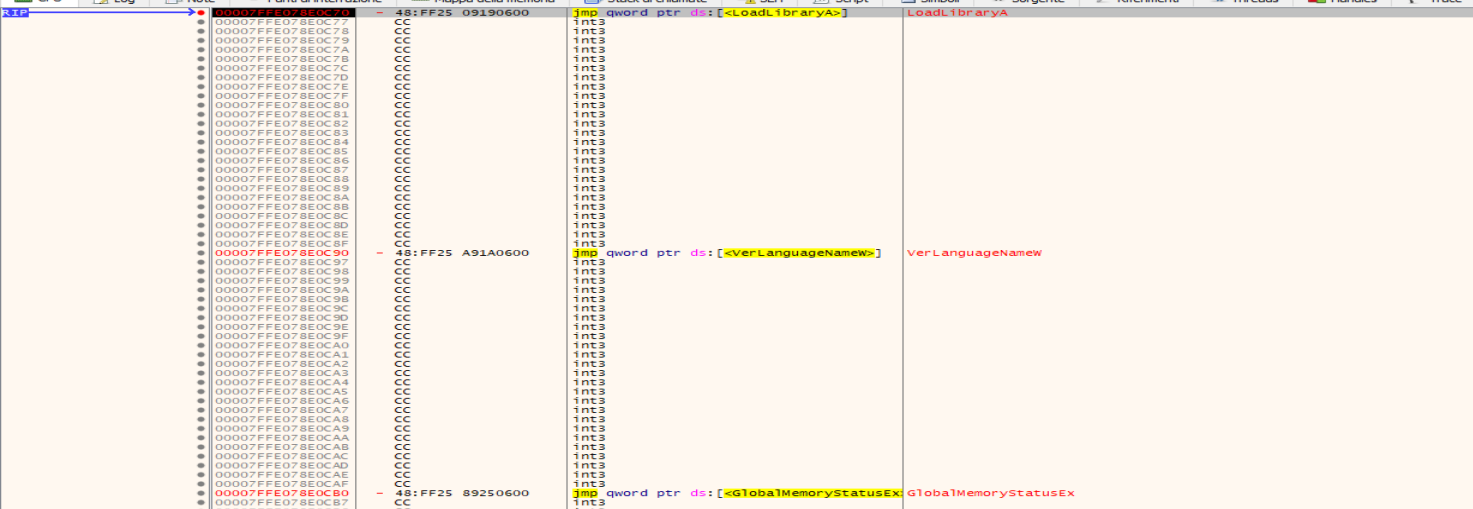 Log Note Punti di interruzione Mappa della memoria Stack di chiamate SEH Script Simboli Sorgente Riferimenti Threads Handles Trace
RIP 00007FFE078E0C70 - 48:FF25 09190600 jmp qword ptr ds:[<LoadLibraryA>] LoadLibraryA
00007FFE078E0C77 CC int3
00007FFE078E0C78 CC int3
00007FFE078E0C79 CC int3
00007FFE078E0C7A CC int3
00007FFE078E0C7B CC int3
00007FFE078E0C7C CC int3
00007FFE078E0C7D CC int3
00007FFE078E0C7E CC int3
00007FFE078E0C7F CC int3
00007FFE078E0C80 CC int3
00007FFE078E0C81 CC int3
00007FFE078E0C82 CC int3
00007FFE078E0C83 CC int3
00007FFE078E0C84 CC int3
00007FFE078E0C85 CC int3
00007FFE078E0C86 CC int3
00007FFE078E0C87 CC int3
00007FFE078E0C88 CC int3
00007FFE078E0C89 CC int3
00007FFE078E0C8A CC int3
00007FFE078E0C8B CC int3
00007FFE078E0C8C CC int3
00007FFE078E0C8D CC int3
00007FFE078E0C8E CC int3
00007FFE078E0C8F CC int3
00007FFE078E0C90 - 48:FF25 A91A0600 jmp qword ptr ds:[<VerLanguageNameW>] VerLanguageNameW
00007FFE078E0C97 CC int3
00007FFE078E0C98 CC int3
00007FFE078E0C99 CC int3
00007FFE078E0C9A CC int3
00007FFE078E0C9B CC int3
00007FFE078E0C9C CC int3
00007FFE078E0C9D CC int3
00007FFE078E0C9E CC int3
00007FFE078E0C9F CC int3
00007FFE078E0CA0 CC int3
00007FFE078E0CA1 CC int3
00007FFE078E0CA2 CC int3
00007FFE078E0CA3 CC int3
00007FFE078E0CA4 CC int3
00007FFE078E0CA5 CC int3
00007FFE078E0CA6 CC int3
00007FFE078E0CA7 CC int3
00007FFE078E0CA8 CC int3
00007FFE078E0CA9 CC int3
00007FFE078E0CAA CC int3
00007FFE078E0CAB CC int3
00007FFE078E0CAC CC int3
00007FFE078E0CAD CC int3
00007FFE078E0CAE CC int3
00007FFE078E0CAF CC int3
00007FFE078E0CB0 - 48:FF25 89250600 jmp qword ptr ds:[<GlobalMemoryStatusEx GlobalMemoryStatusEx
00007FFE078E0CB7 CC int3